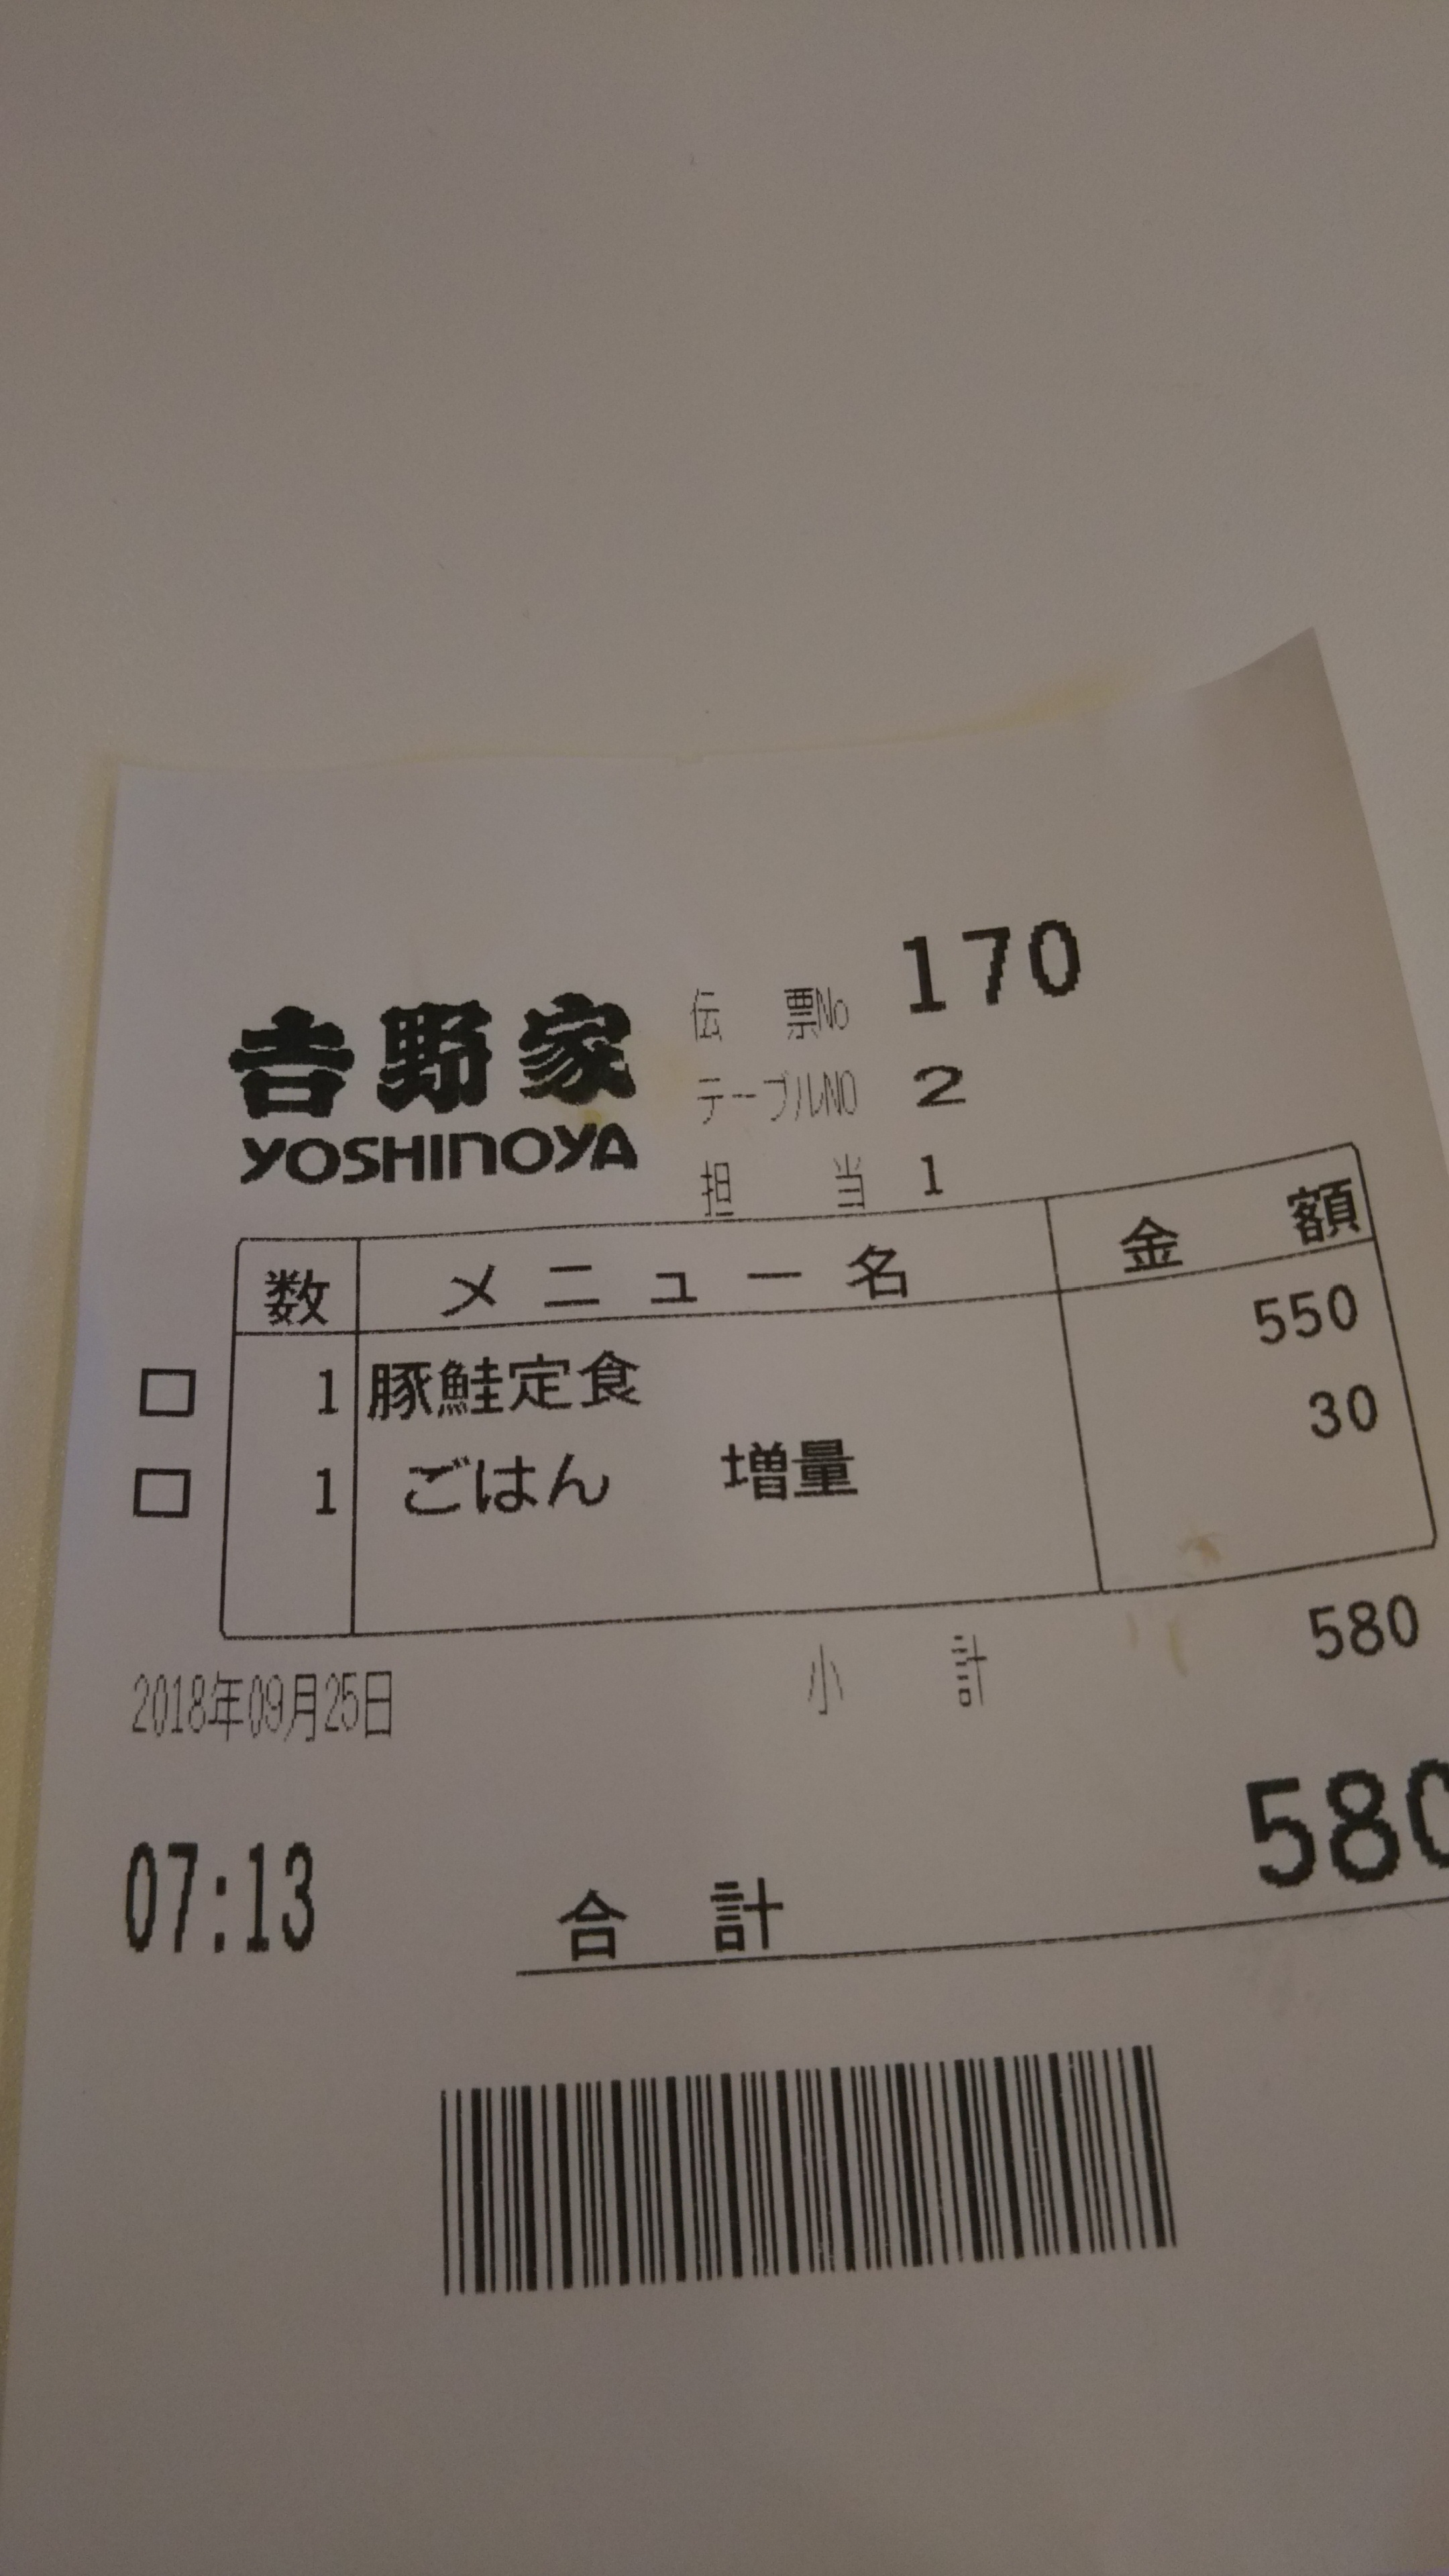 吉野家
YOSHINOYA
伝票No 170
テーブルNO 2
担当 1
数 メニュー名 金額
□ 1 豚鮭定食 550
□ 1 ごはん 増量 30
小計 580
2018年09月25日
07:13
合計 580